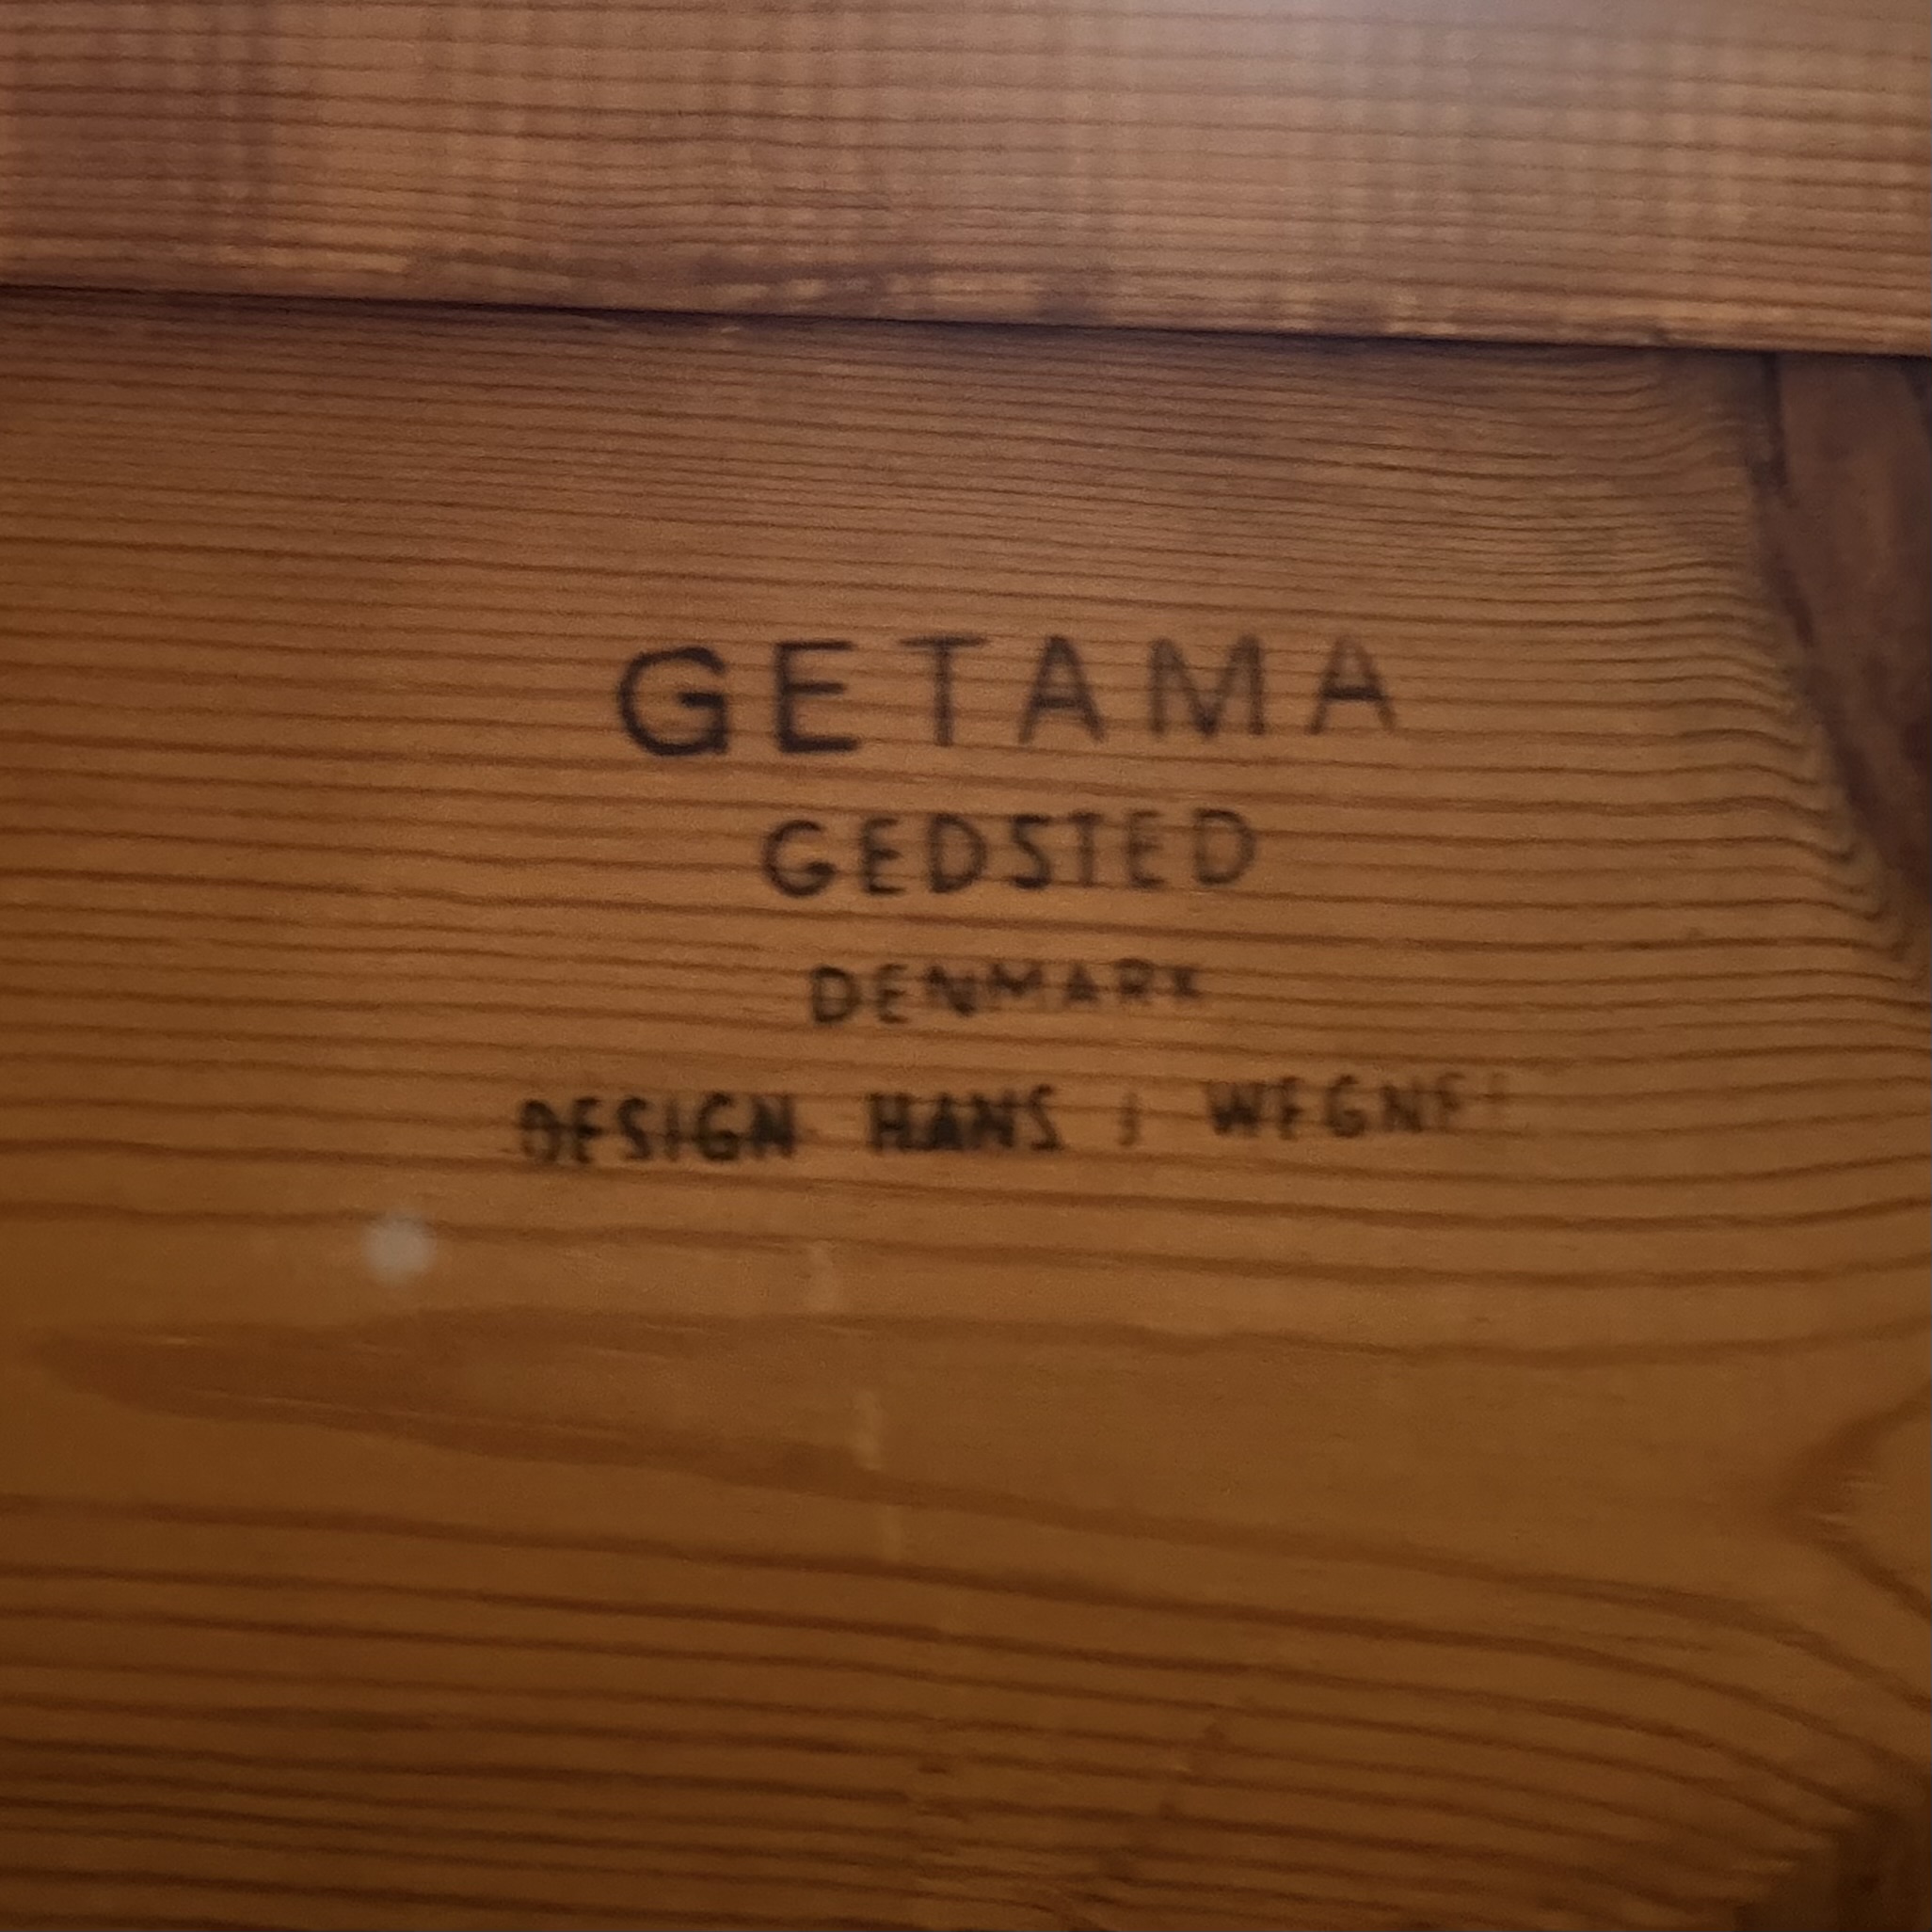 GETAMA
GEDSTED
DENMARK
DESIGN HANS J WEGNER